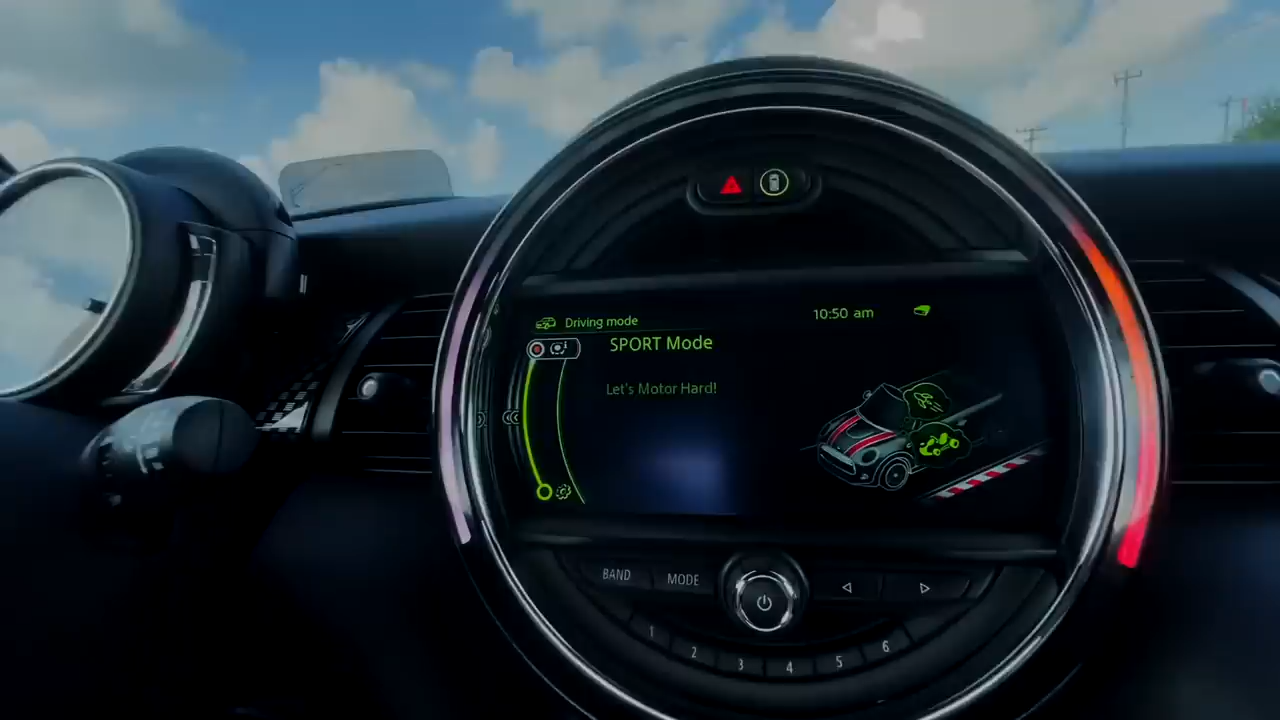 Driving mode
10:50 am
SPORT Mode
Let's Motor Hard!
BAND
MODE
1
2
3
4
5
6